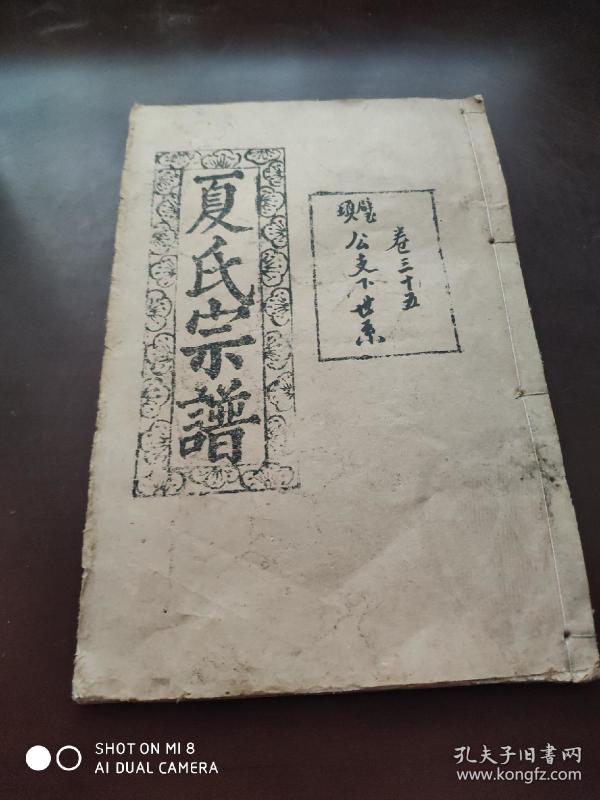 夏氏宗譜
卷三十五
公支下世系
SHOT ON MI 8
AI DUAL CAMERA
孔夫子旧书网
www.kongfz.com